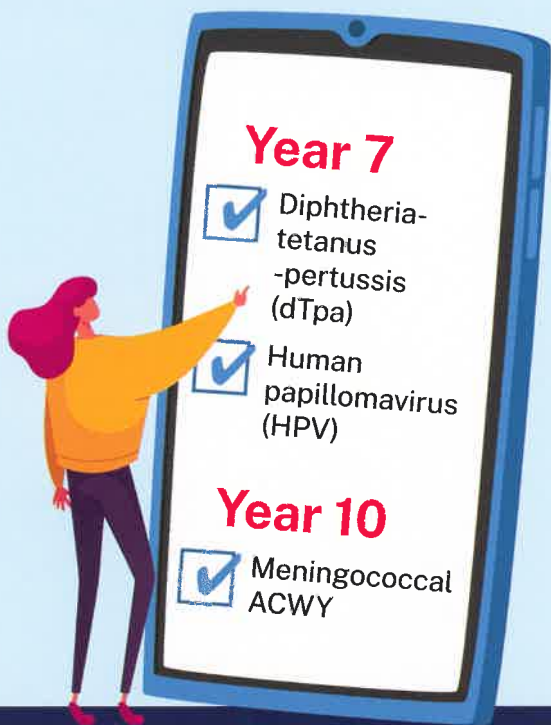 Year 7
Diphtheria-
tetanus
-pertussis
(dTpa)
Human
papillomavirus
(HPV)
Year 10
Meningococcal
ACWY